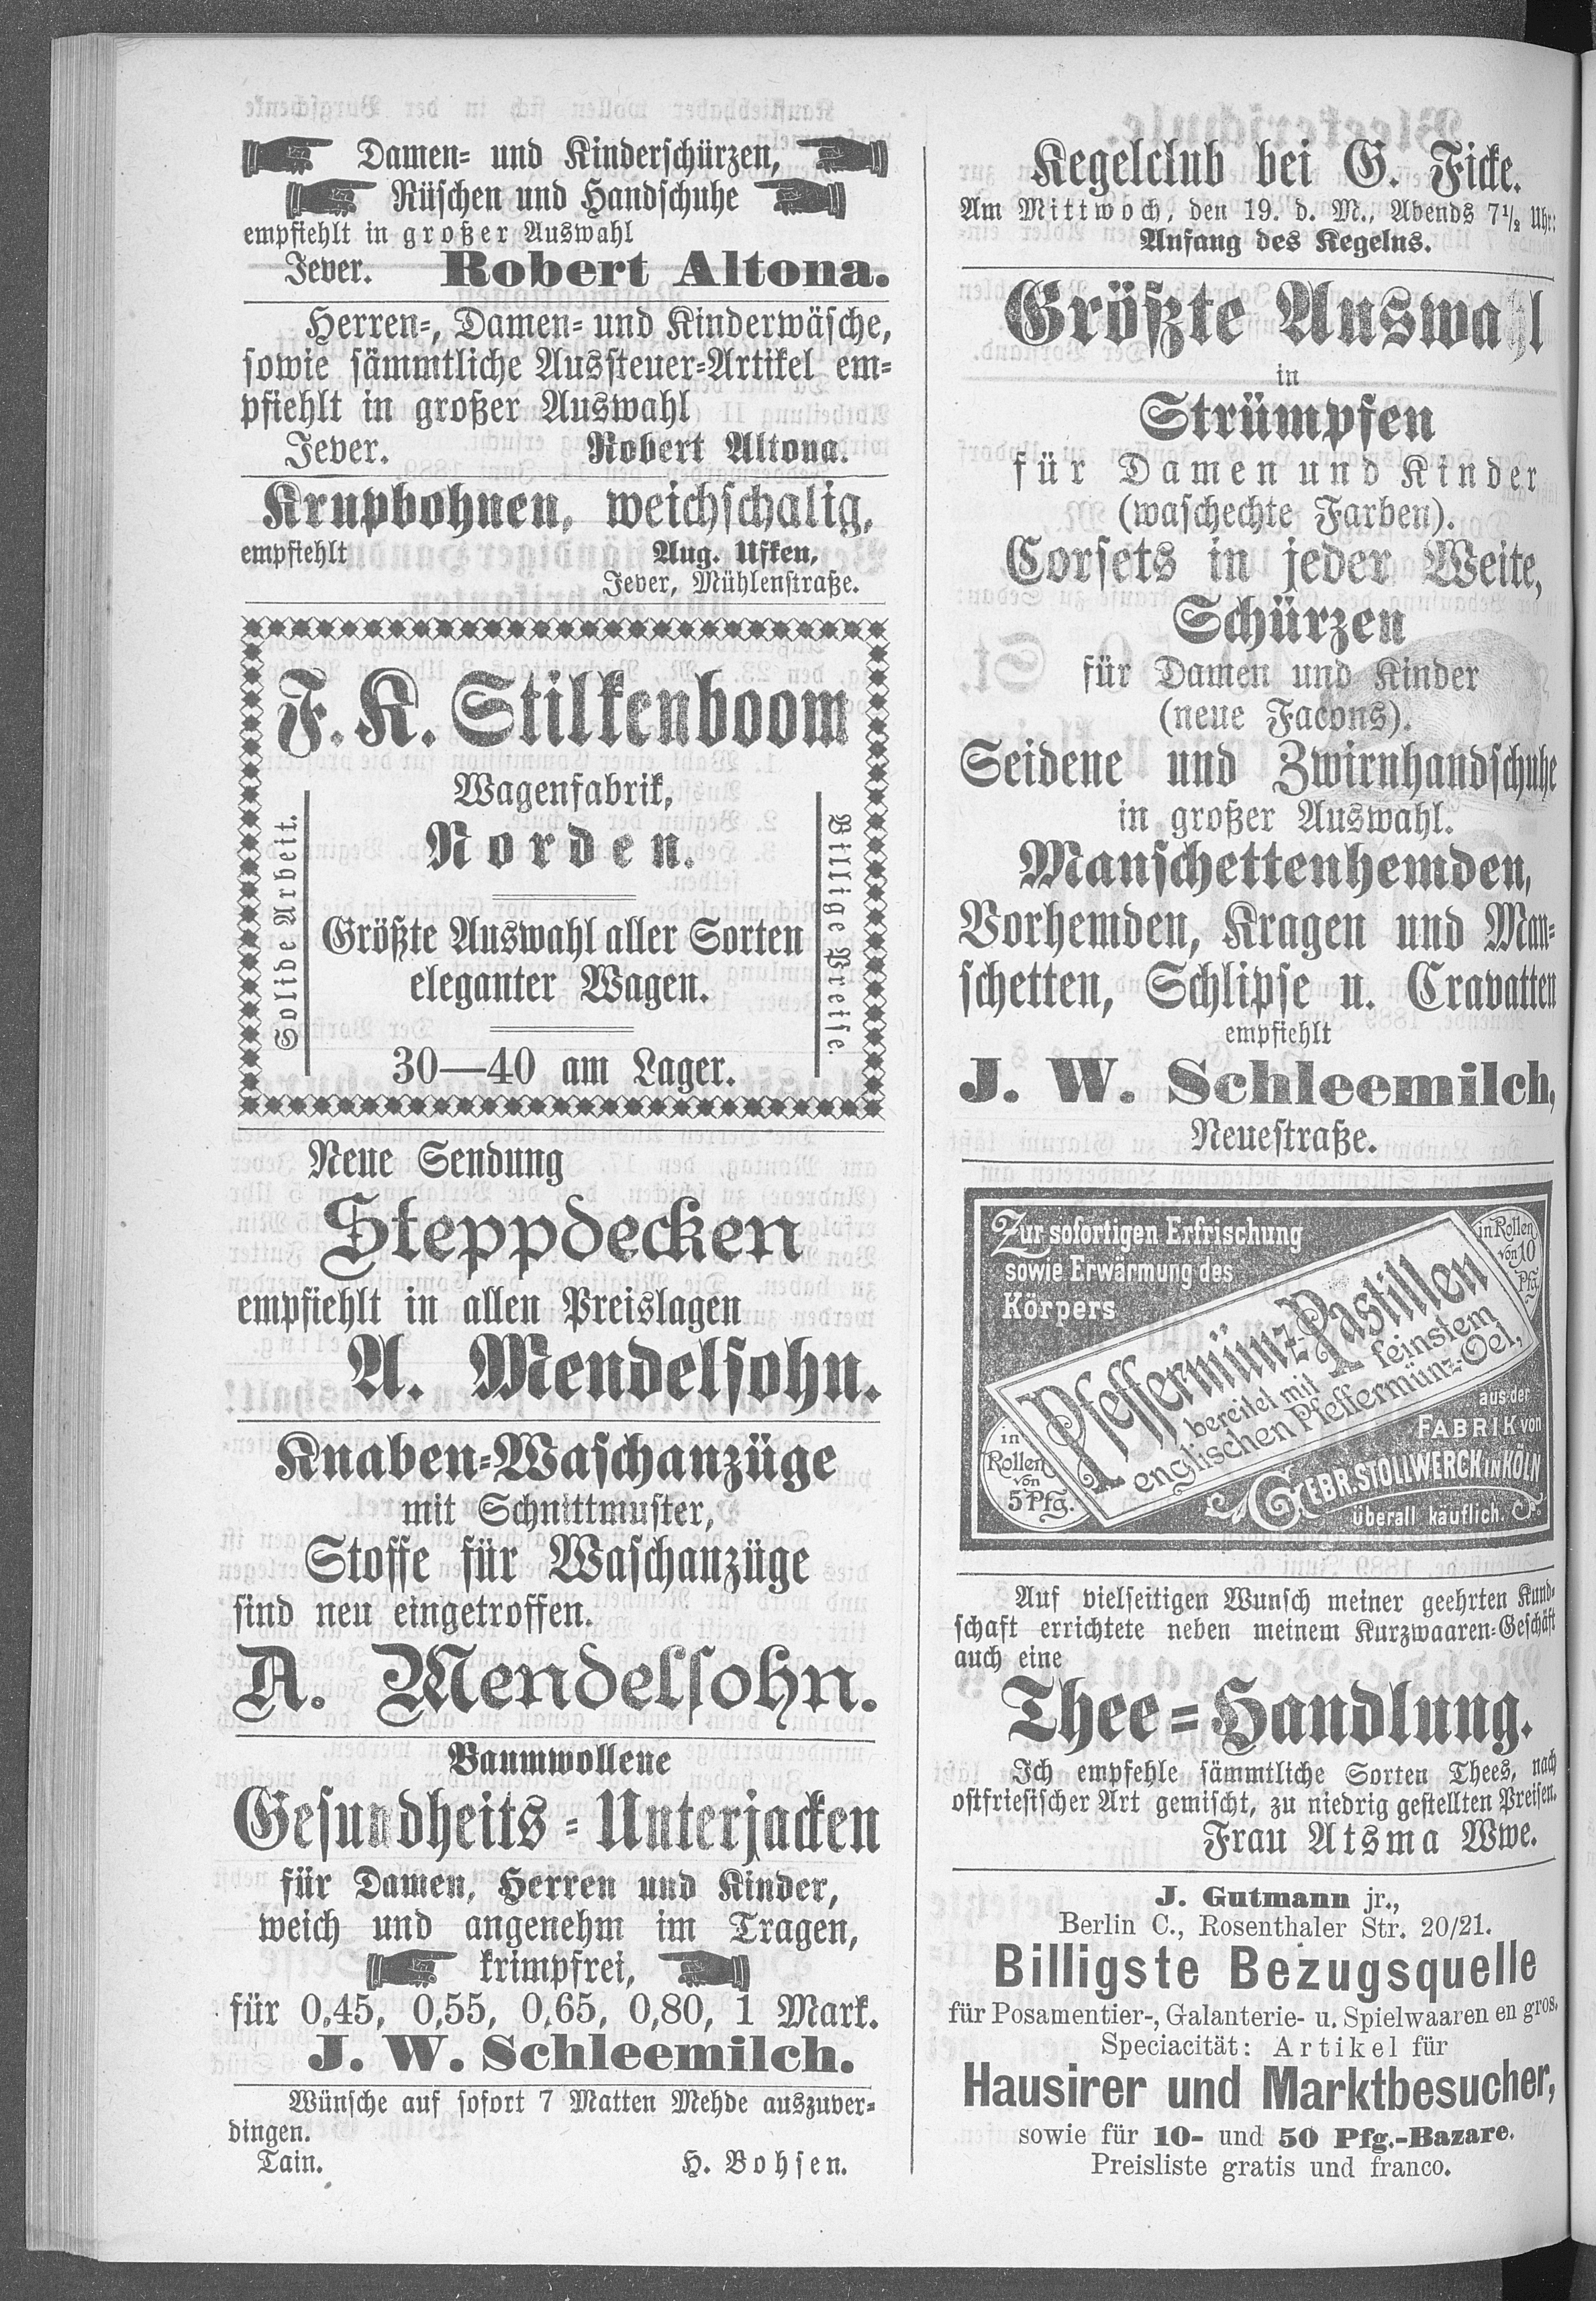 Damen- und Kinderschürzen,
Rüschen und Handschuhe
empfiehlt in großer Auswahl
Jever. Robert Altona.
Herren-, Damen- und Kinderwäsche,
sowie sämmtliche Aussteuer-Artikel em-
pfiehlt in großer Auswahl
Jever. Robert Altona.
Krupbohnen, weichschalig,
empfiehlt Aug. Ufken,
Jever, Mühlenstraße.
F. K. Stilkenboom
Wagenfabrik,
Norden.
Solide Arbeit.
Billige Preise.
Größte Auswahl aller Sorten
eleganter Wagen.
30—40 am Lager.
Neue Sendung
Steppdecken
empfiehlt in allen Preislagen
A. Mendelsohn.
Knaben-Waschanzüge
mit Schnittmuster,
Stoffe für Waschanzüge
sind neu eingetroffen.
A. Mendelsohn.
Baumwollene
Gesundheits-Unterjacken
für Damen, Herren und Kinder,
weich und angenehm im Tragen,
krimpfrei,
für 0,45, 0,55, 0,65, 0,80, 1 Mark.
J. W. Schleemilch.
Wünsche auf sofort 7 Matten Mehde auszuver-
dingen.
Tain. H. Bohsen.
Kegelclub bei G. Ficke.
Am Mittwoch, den 19. d. M., Abends 7½ Uhr:
Anfang des Kegelns.
Größte Auswahl
in
Strümpfen
für Damen und Kinder
(waschechte Farben).
Corsets in jeder Weite,
Schürzen
für Damen und Kinder
(neue Facons).
Seidene und Zwirnhandschuhe
in großer Auswahl.
Manschettenhemden,
Vorhemden, Kragen und Man-
schetten, Schlipse u. Cravatten
empfiehlt
J. W. Schleemilch,
Neuestraße.
Zur sofortigen Erfrischung
sowie Erwärmung des
Körpers
in Rollen
von 10
Pfg.
Pfeffermünz-Pastillen
bereitet mit feinstem
englischen Pfeffermünz-Oel,
in
Rollen
von
5 Pfg.
aus der
FABRIK von
GEBR. STOLLWERCK IN KÖLN
überall käuflich.
Auf vielseitigen Wunsch meiner geehrten Kund-
schaft errichtete neben meinem Kurzwaaren-Geschäft
auch eine
Thee-Handlung.
Ich empfehle sämmtliche Sorten Thees, nach
ostfriesischer Art gemischt, zu niedrig gestellten Preisen.
Frau Atsma Wwe.
J. Gutmann jr.,
Berlin C., Rosenthaler Str. 20/21.
Billigste Bezugsquelle
für Posamentier-, Galanterie- u. Spielwaaren en gros.
Speciacität: Artikel für
Hausirer und Marktbesucher,
sowie für 10- und 50 Pfg.-Bazare.
Preisliste gratis und franco.